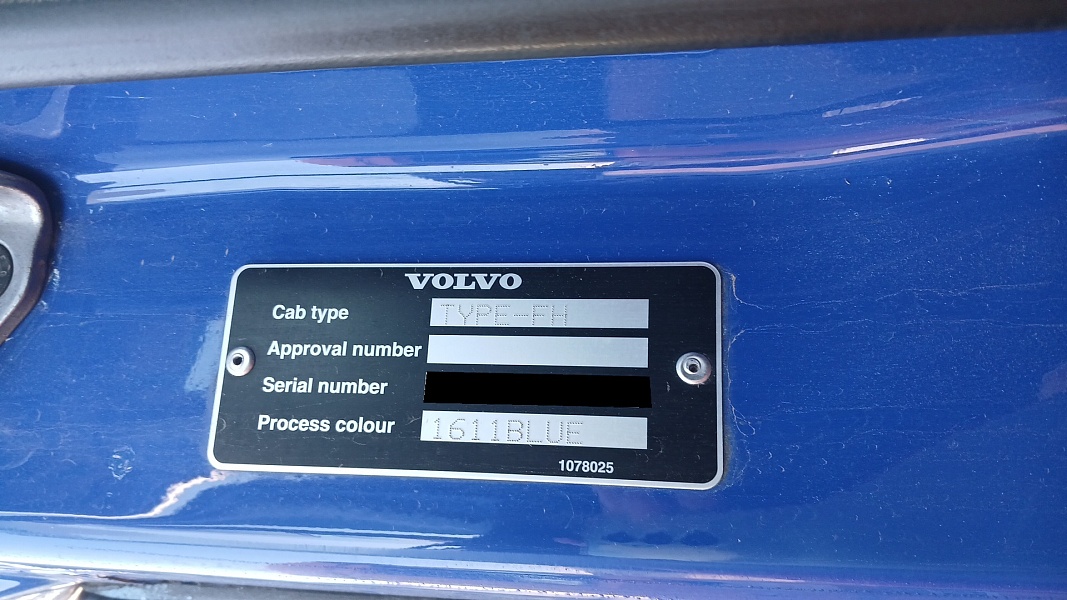 VOLVO
Cab type TYPE-FH
Approval number
Serial number
Process colour 1611BLUE
1078025